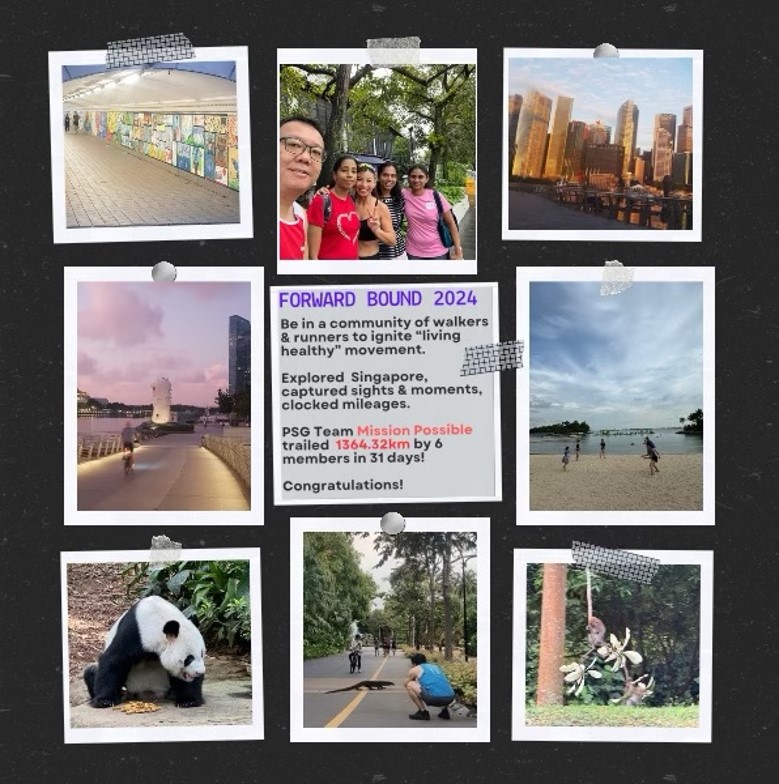 FORWARD BOUND 2024
Be in a community of walkers
& runners to ignite “living
healthy” movement.
Explored Singapore,
captured sights & moments,
clocked mileages.
PSG Team Mission Possible
trailed 1364.32km by 6
members in 31 days!
Congratulations!